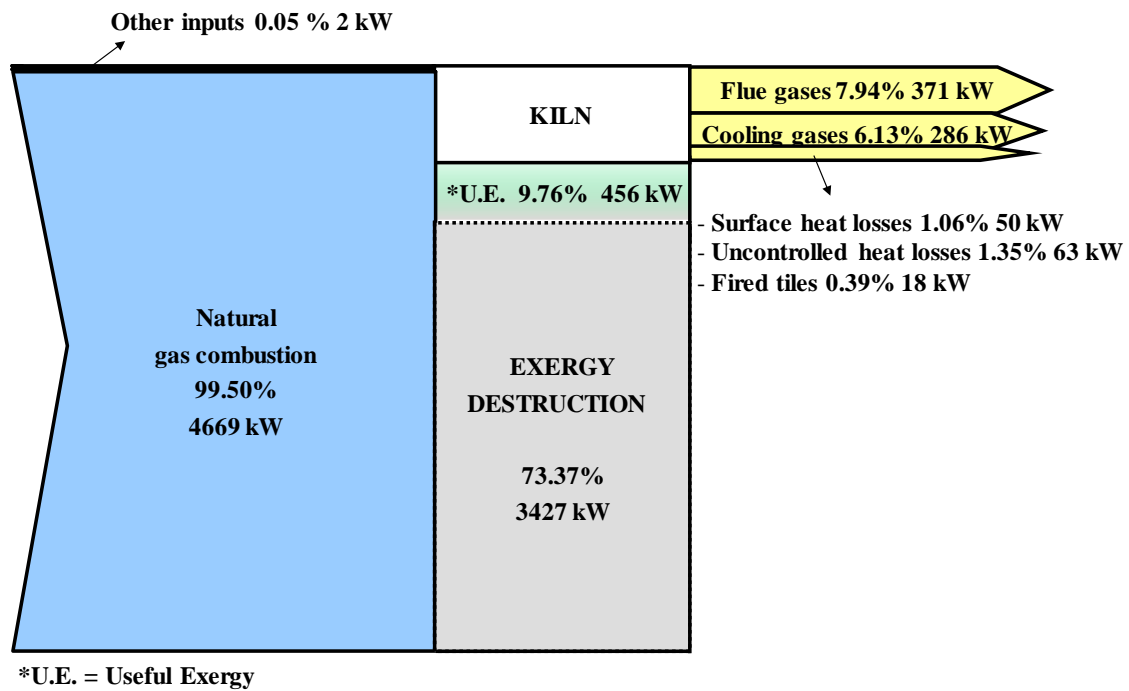 Other inputs 0.05 % 2 kW
Flue gases 7.94% 371 kW
KILN
Cooling gases 6.13% 286 kW
*U.E. 9.76% 456 kW
- Surface heat losses 1.06% 50 kW
- Uncontrolled heat losses 1.35% 63 kW
- Fired tiles 0.39% 18 kW
Natural
gas combustion
99.50%
4669 kW
EXERGY
DESTRUCTION
73.37%
3427 kW
*U.E. = Useful Exergy